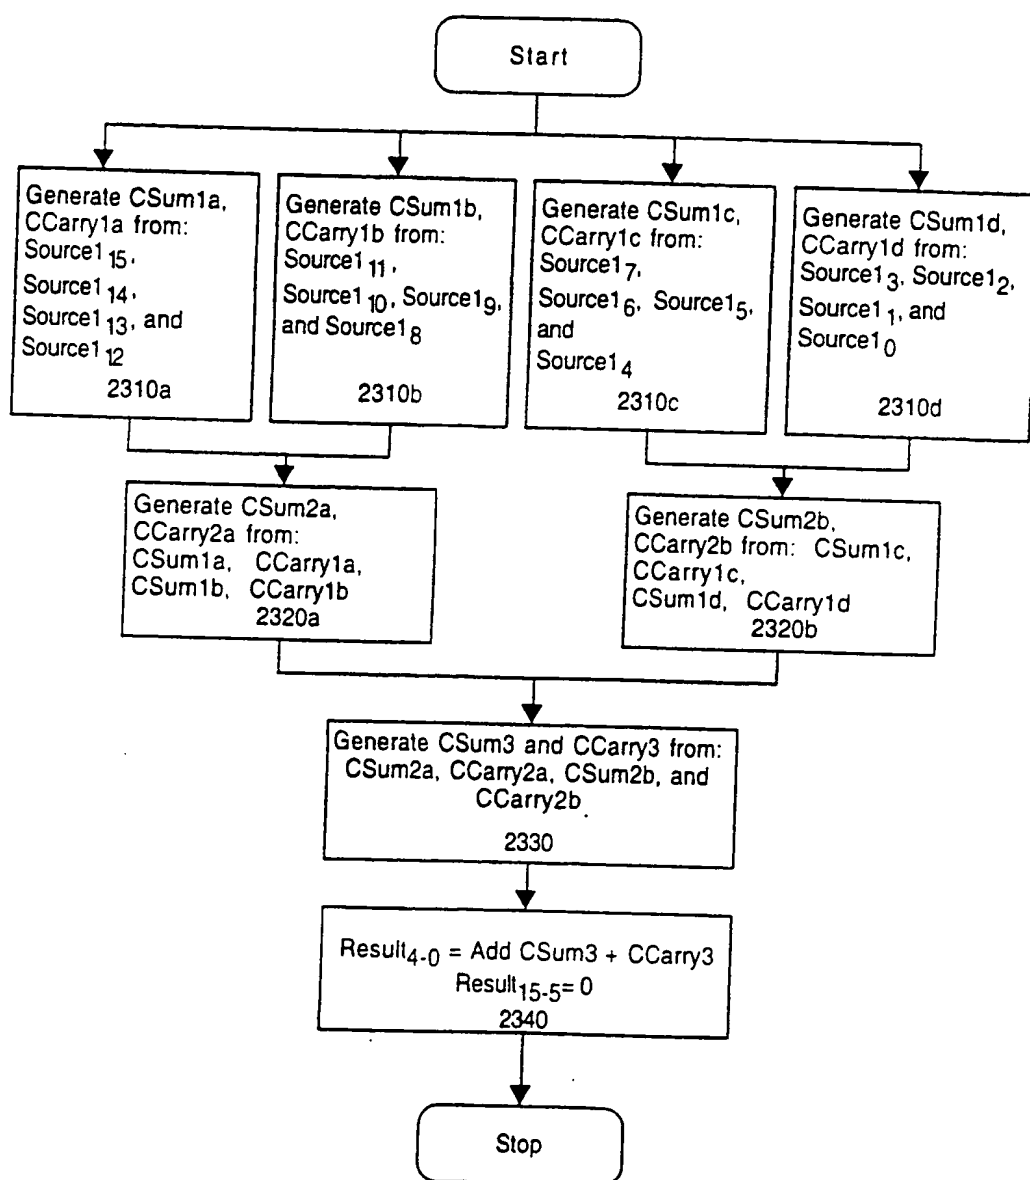 Start
Generate CSum1a,
CCarry1a from:
Source1 15,
Source1 14,
Source1 13, and
Source1 12
2310a
Generate CSum1b,
CCarry1b from:
Source1 11,
Source1 10, Source1 9,
and Source1 8
2310b
Generate CSum1c,
CCarry1c from:
Source1 7,
Source1 6, Source1 5,
and
Source1 4
2310c
Generate CSum1d,
CCarry1d from:
Source1 3, Source1 2,
Source1 1, and
Source1 0
2310d
Generate CSum2a,
CCarry2a from:
CSum1a, CCarry1a,
CSum1b, CCarry1b
2320a
Generate CSum2b,
CCarry2b from: CSum1c,
CCarry1c,
CSum1d, CCarry1d
2320b
Generate CSum3 and CCarry3 from:
CSum2a, CCarry2a, CSum2b, and
CCarry2b
2330
Result4-0 = Add CSum3 + CCarry3
Result15-5= 0
2340
Stop